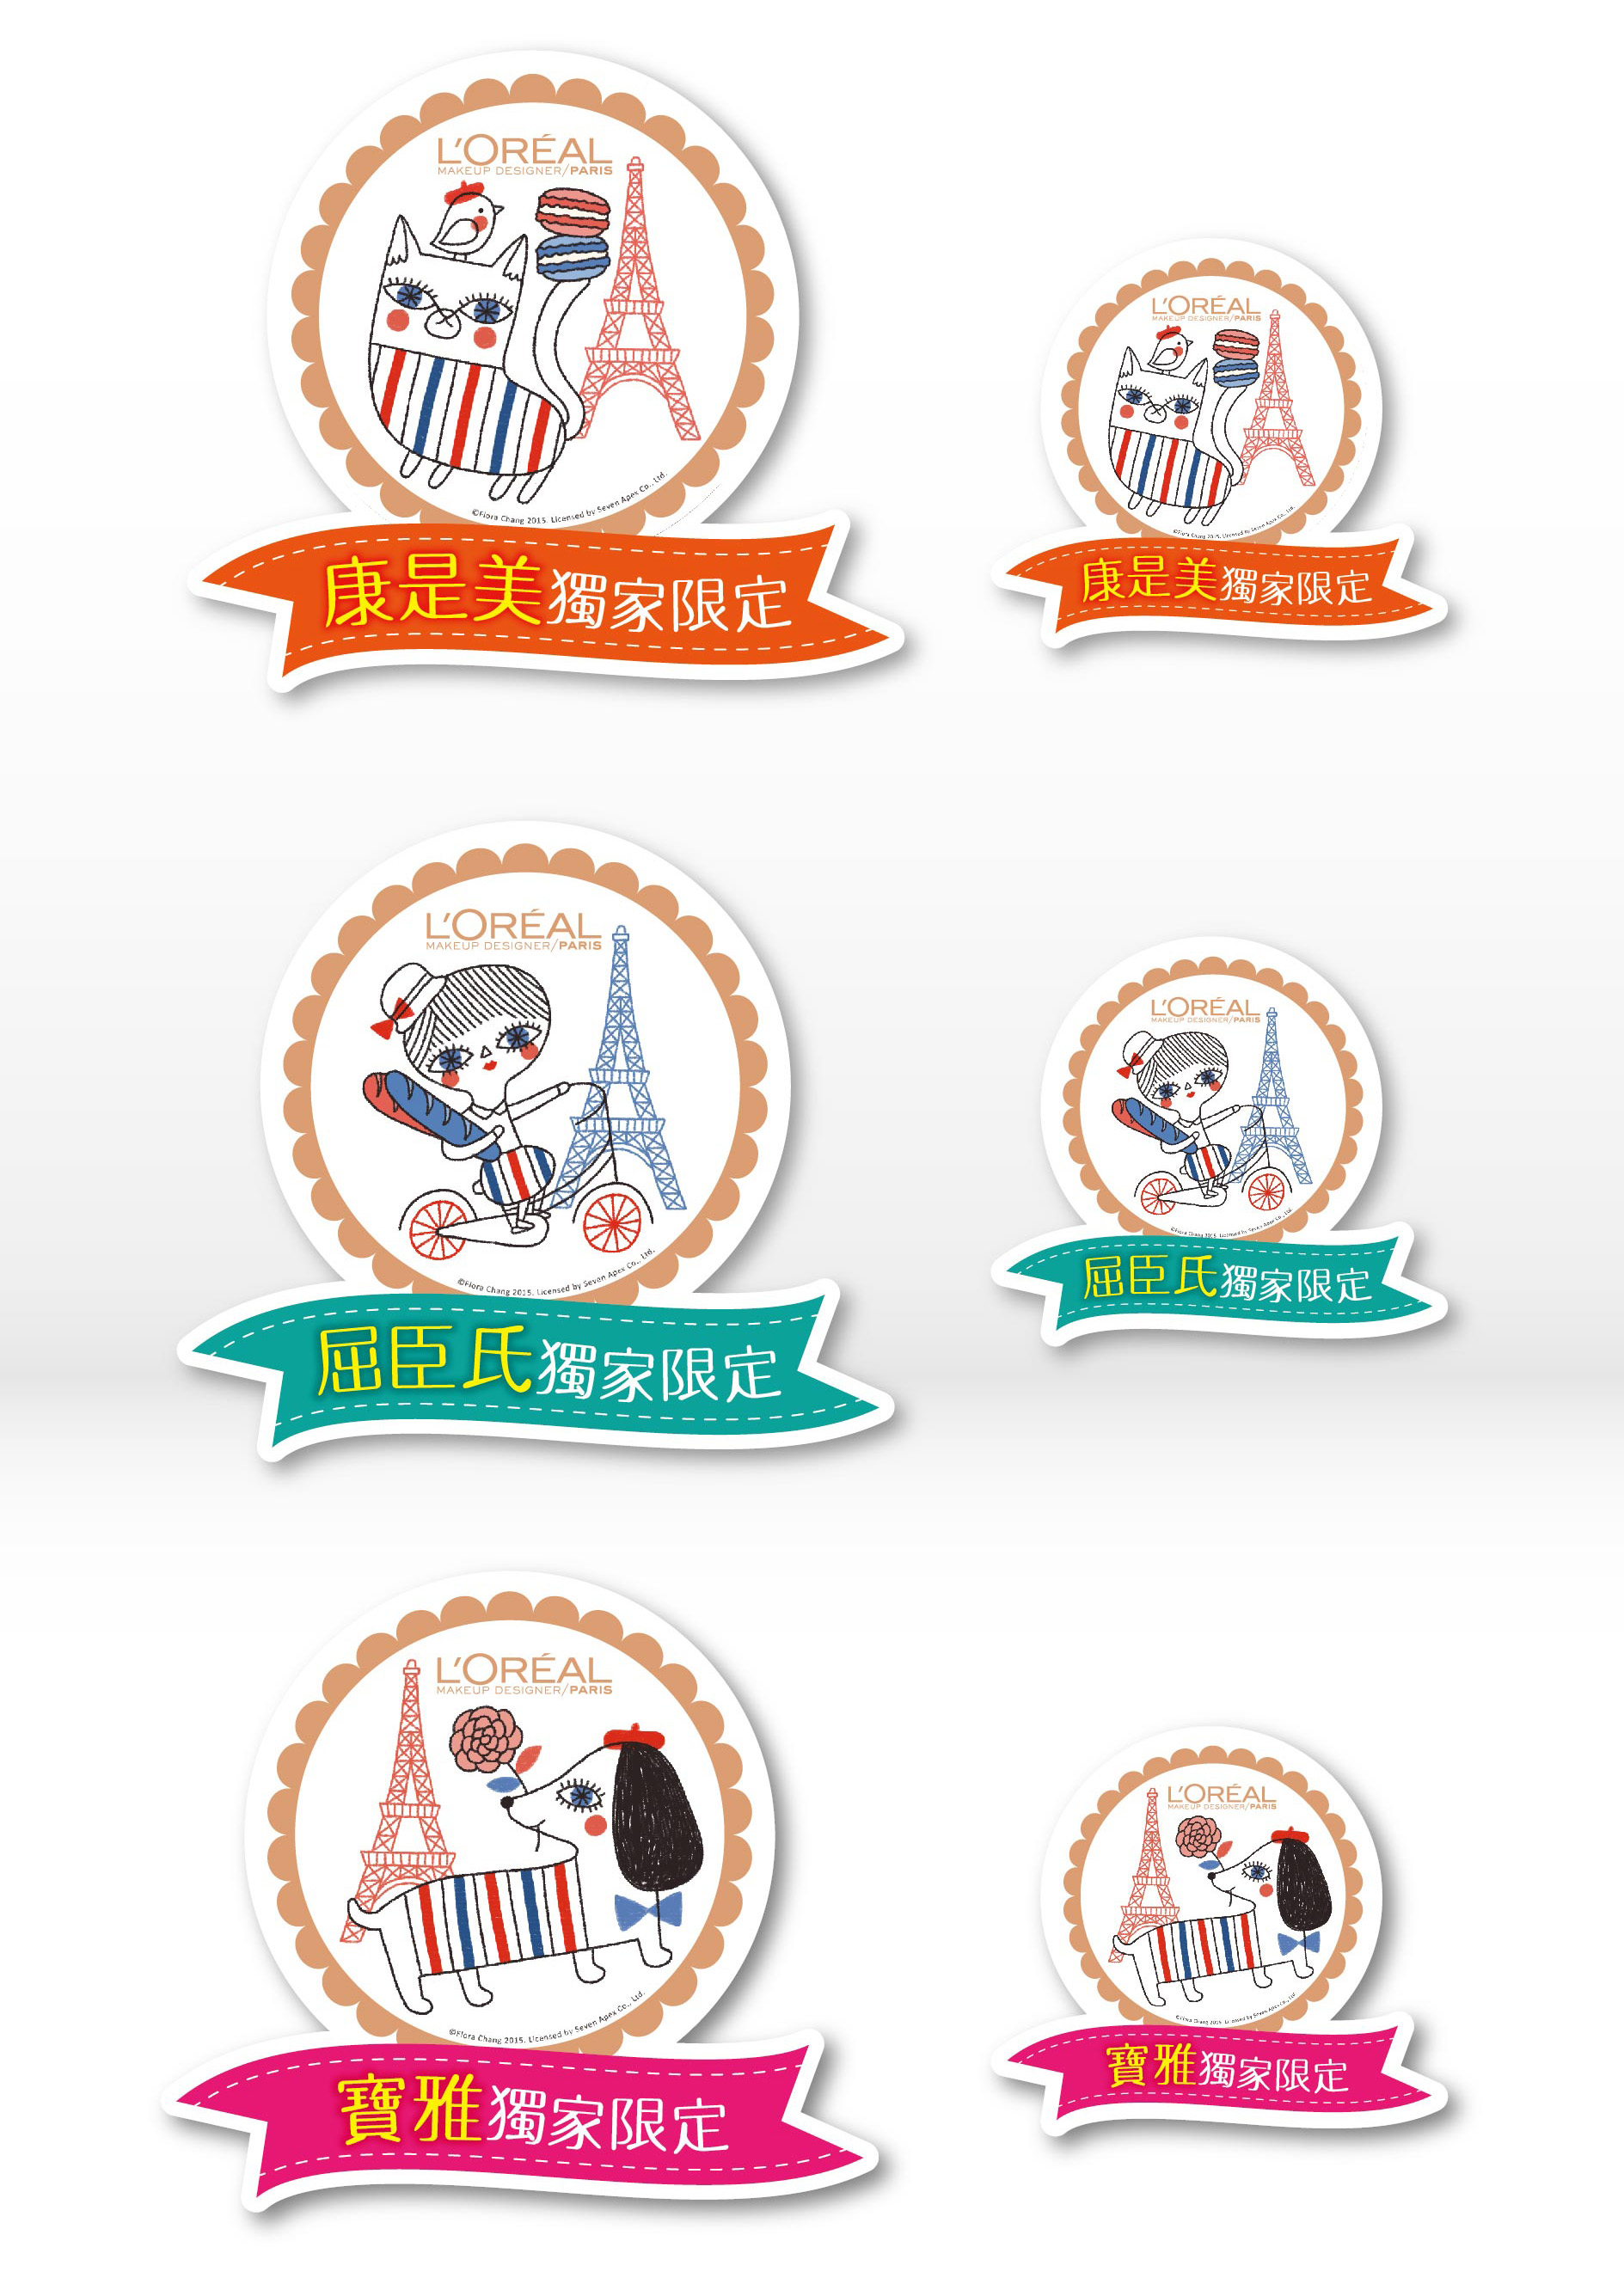 L'ORÉAL
MAKEUP DESIGNER/PARIS
©Flora Chang 2015. Licensed by Seven Apex Co., Ltd.
康是美獨家限定
L'ORÉAL
MAKEUP DESIGNER/PARIS
©Flora Chang 2015. Licensed by Seven Apex Co., Ltd.
康是美獨家限定
L'ORÉAL
MAKEUP DESIGNER/PARIS
©Flora Chang 2015. Licensed by Seven Apex Co., Ltd.
屈臣氏獨家限定
L'ORÉAL
MAKEUP DESIGNER/PARIS
©Flora Chang 2015. Licensed by Seven Apex Co., Ltd.
屈臣氏獨家限定
L'ORÉAL
MAKEUP DESIGNER/PARIS
©Flora Chang 2015. Licensed by Seven Apex Co., Ltd.
寶雅獨家限定
L'ORÉAL
MAKEUP DESIGNER/PARIS
©Flora Chang 2015. Licensed by Seven Apex Co., Ltd.
寶雅獨家限定